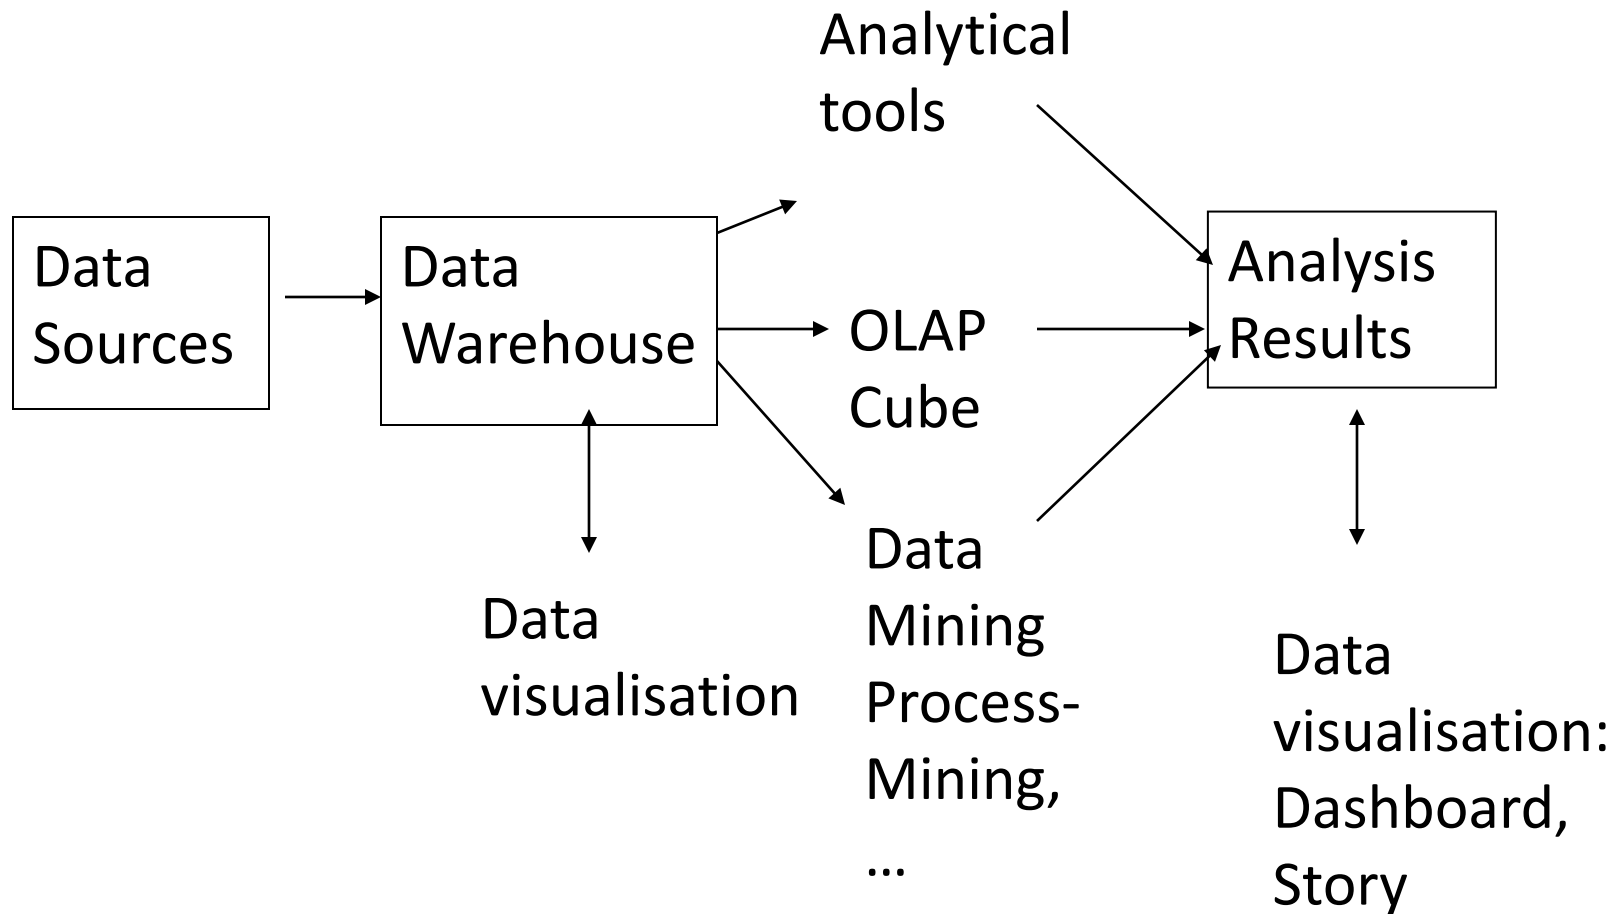 Analytical
tools
Data
Sources
Data
Warehouse
OLAP
Cube
Analysis
Results
Data
visualisation
Data
Mining
Process-
Mining,
…
Data
visualisation:
Dashboard,
Story